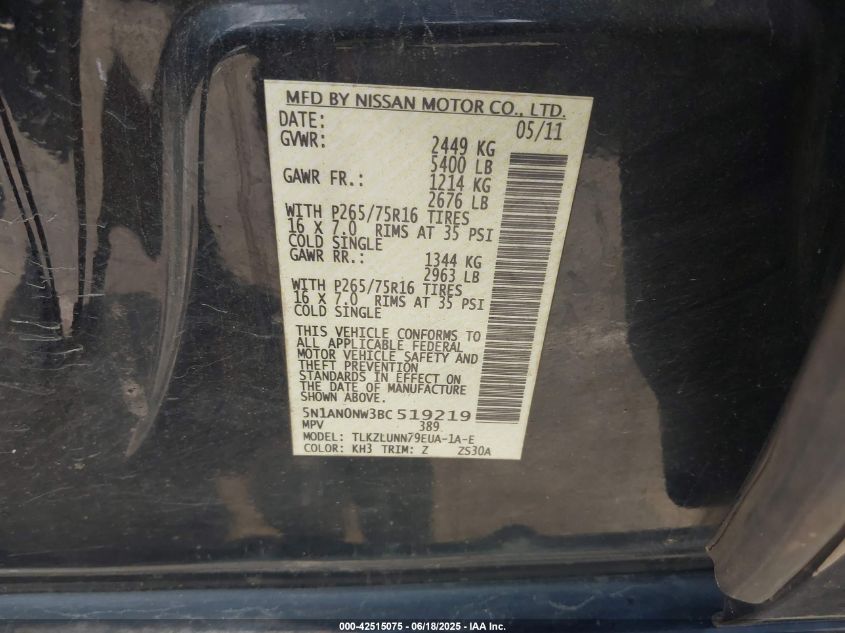 MFD BY NISSAN MOTOR CO., LTD.
DATE: 05/11
GVWR: 2449 KG
5400 LB
GAWR FR.: 1214 KG
2676 LB
WITH P265/75R16 TIRES
16 X 7.0 RIMS AT 35 PSI
COLD SINGLE
GAWR RR.: 1344 KG
2963 LB
WITH P265/75R16 TIRES
16 X 7.0 RIMS AT 35 PSI
COLD SINGLE
THIS VEHICLE CONFORMS TO
ALL APPLICABLE FEDERAL
MOTOR VEHICLE SAFETY AND
THEFT PREVENTION
STANDARDS IN EFFECT ON
THE DATE OF MANUFACTURE
SHOWN ABOVE.
5N1AN0NW3BC519219
MPV 389
MODEL: TLKZLUNN79EUA-1A-E
COLOR: KH3 TRIM: Z ZS30A
000-42515075 - 06/18/2025 - IAA Inc.